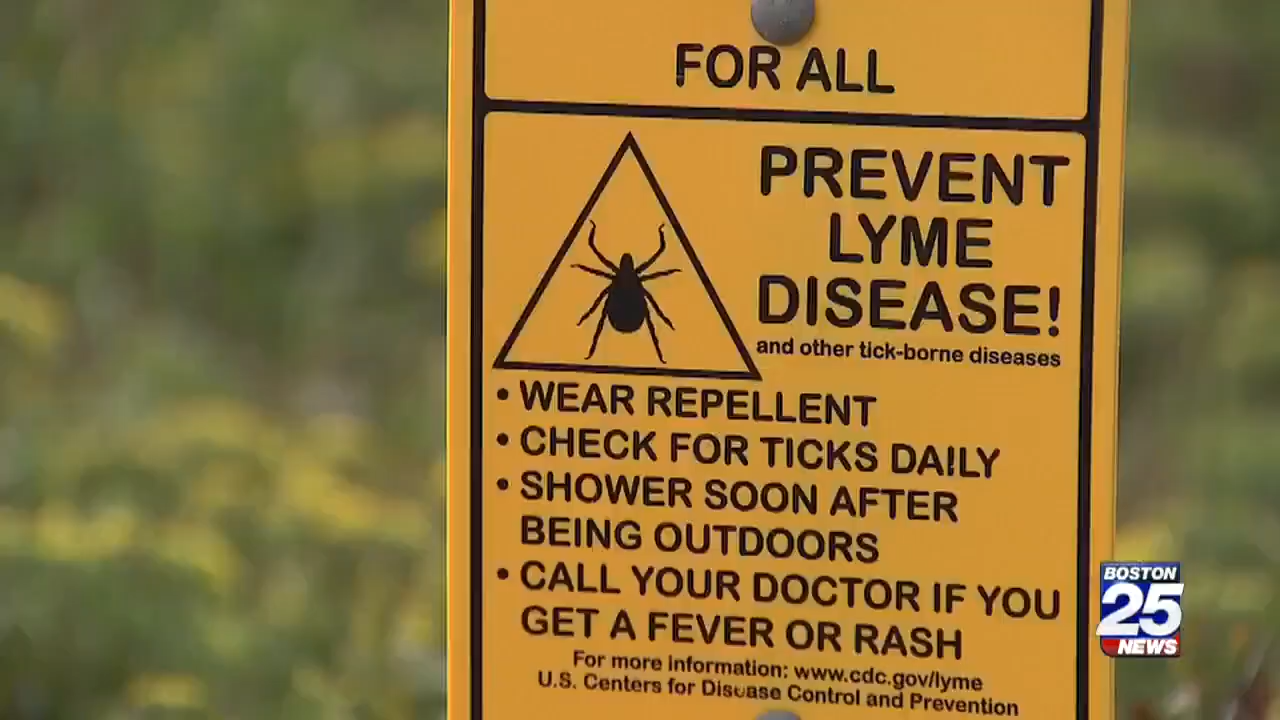 FOR ALL
PREVENT
LYME
DISEASE!
and other tick-borne diseases
• WEAR REPELLENT
• CHECK FOR TICKS DAILY
• SHOWER SOON AFTER
BEING OUTDOORS
• CALL YOUR DOCTOR IF YOU
GET A FEVER OR RASH
For more information: www.cdc.gov/lyme
U.S. Centers for Disease Control and Prevention
BOSTON
25
NEWS